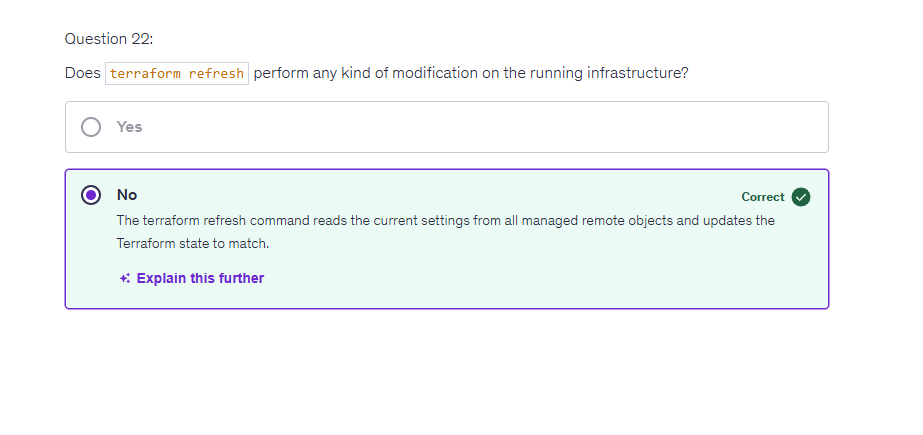 Question 22:
Does terraform refresh perform any kind of modification on the running infrastructure?
Yes
No
Correct
The terraform refresh command reads the current settings from all managed remote objects and updates the
Terraform state to match.
Explain this further